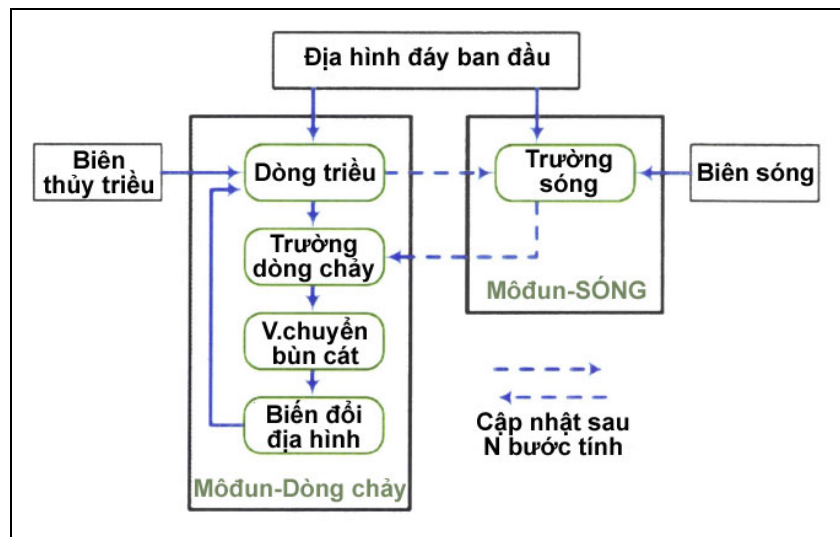 Địa hình đáy ban đầu
Biên
thủy triều
Dòng triều
Trường
sóng
Biên sóng
Trường
dòng chảy
Môđun-SÓNG
V.chuyển
bùn cát
Biến đổi
địa hình
Cập nhật sau
N bước tính
Môđun-Dòng chảy